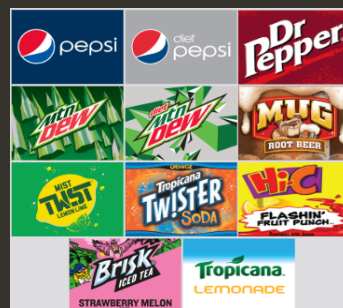 pepsi
diet
pepsi
Dr
Pepper
Mtn
Dew
diet
Mtn
Dew
MUG
ROOT BEER
MiST
TWST
LEMON LIME
ORANGE
Tropicana
TWISTER
SODA
Hi-C
FLASHIN'
FRUIT PUNCH
BRISK
ICED TEA
STRAWBERRY MELON
Tropicana
LEMONADE